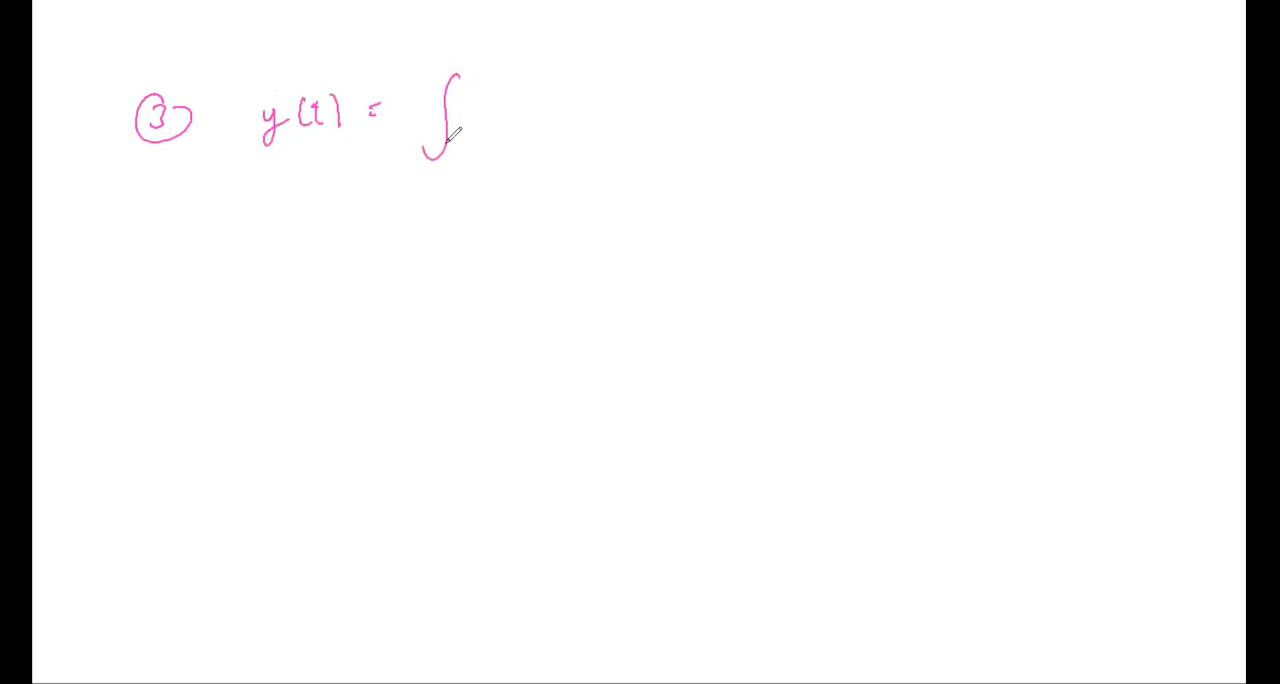 ③ y(t) = ∫